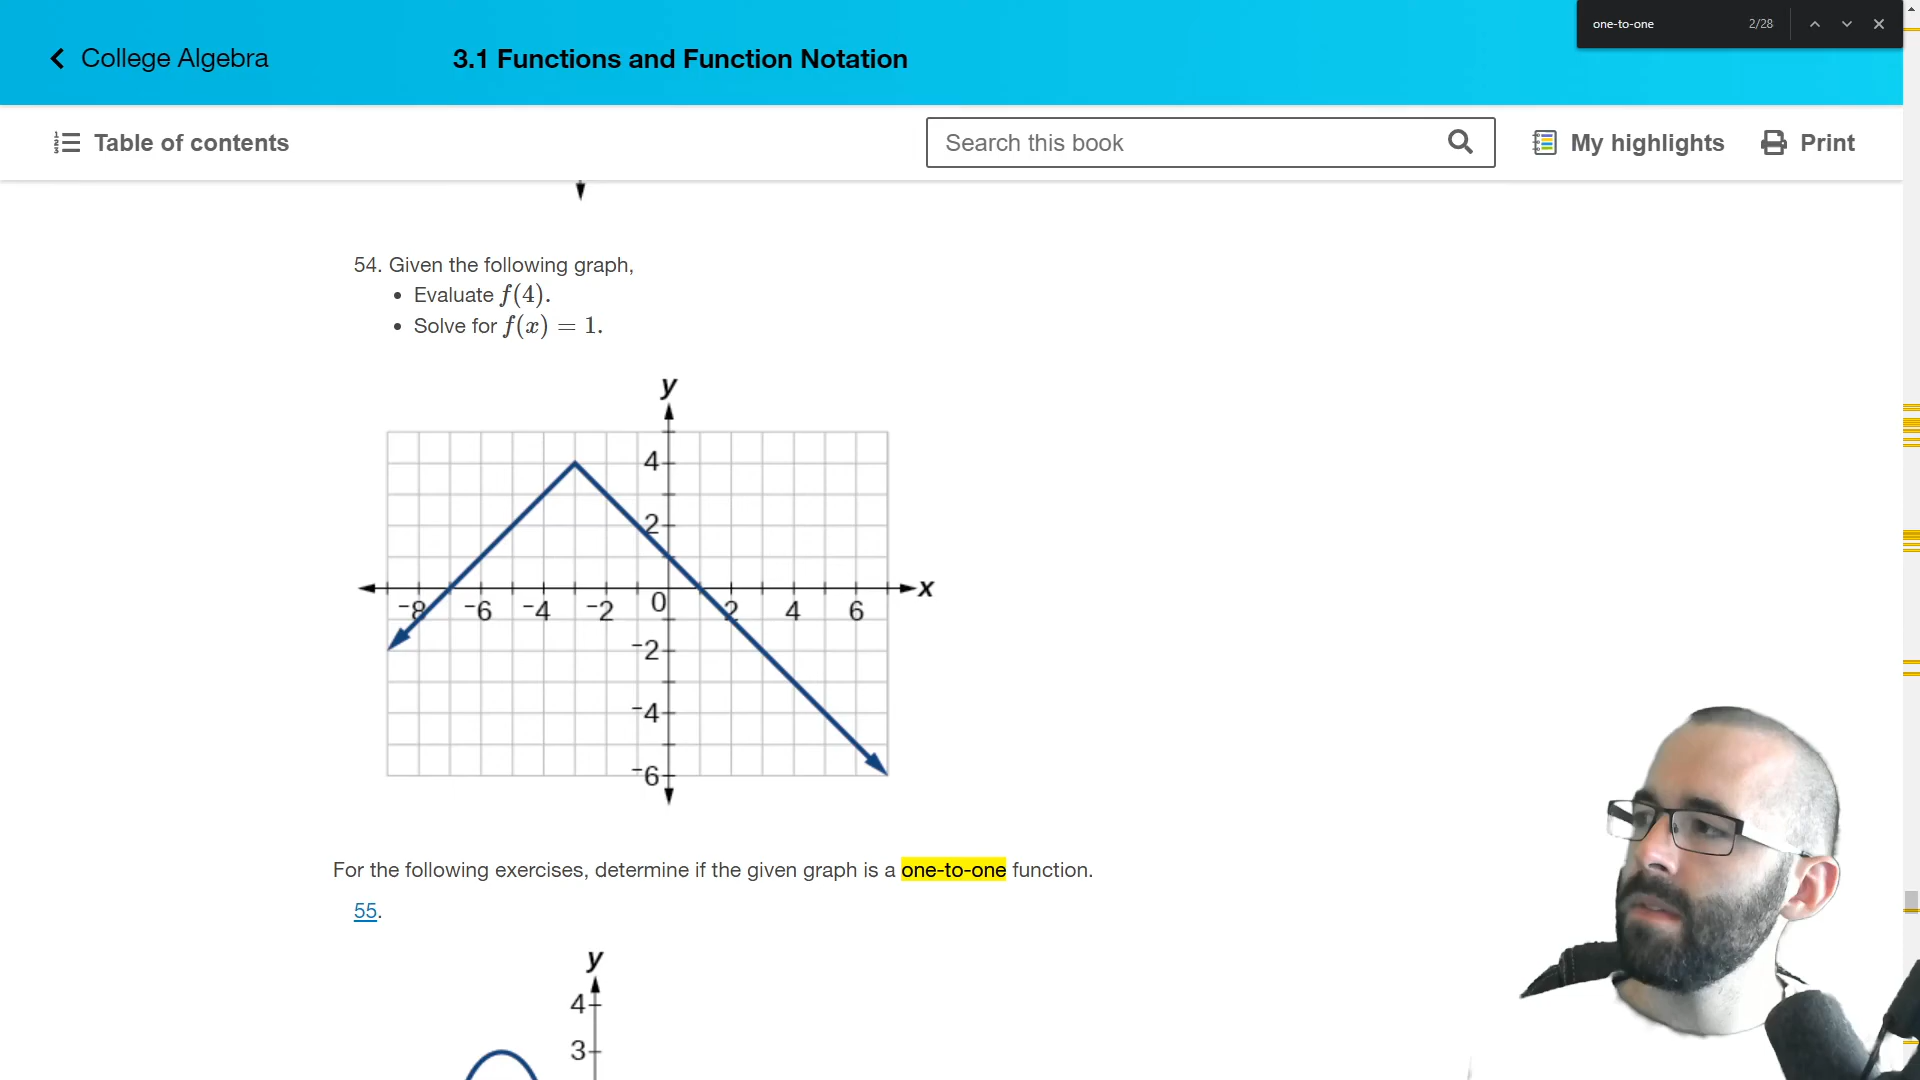 one-to-one 2/28
College Algebra
3.1 Functions and Function Notation
Table of contents
Search this book
My highlights
Print
54. Given the following graph,
• Evaluate f(4).
• Solve for f(x) = 1.
y
4
2
0
-8 -6 -4 -2 2 4 6
x
-2
-4
-6
For the following exercises, determine if the given graph is a one-to-one function.
55.
y
4
3